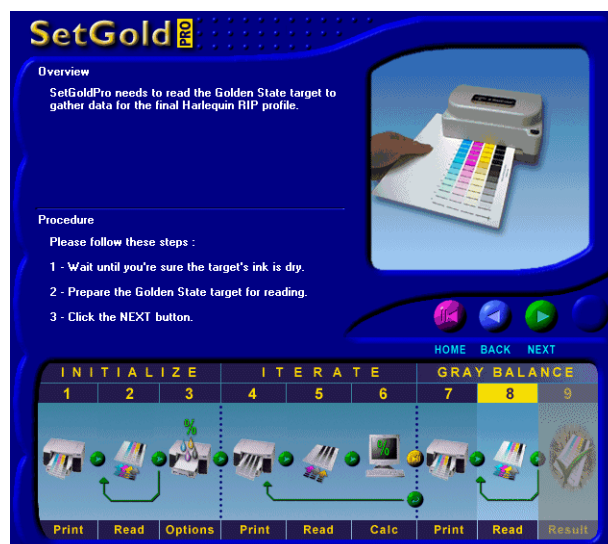 SetGold PRO
Overview
SetGoldPro needs to read the Golden State target to
gather data for the final Harlequin RIP profile.
Procedure
Please follow these steps :
1 - Wait until you're sure the target's ink is dry.
2 - Prepare the Golden State target for reading.
3 - Click the NEXT button.
HOME BACK NEXT
INITIALIZE ITERATE GRAY BALANCE
1 2 3 4 5 6 7 8 9
% %
Print Read Options Print Read Calc Print Read Result